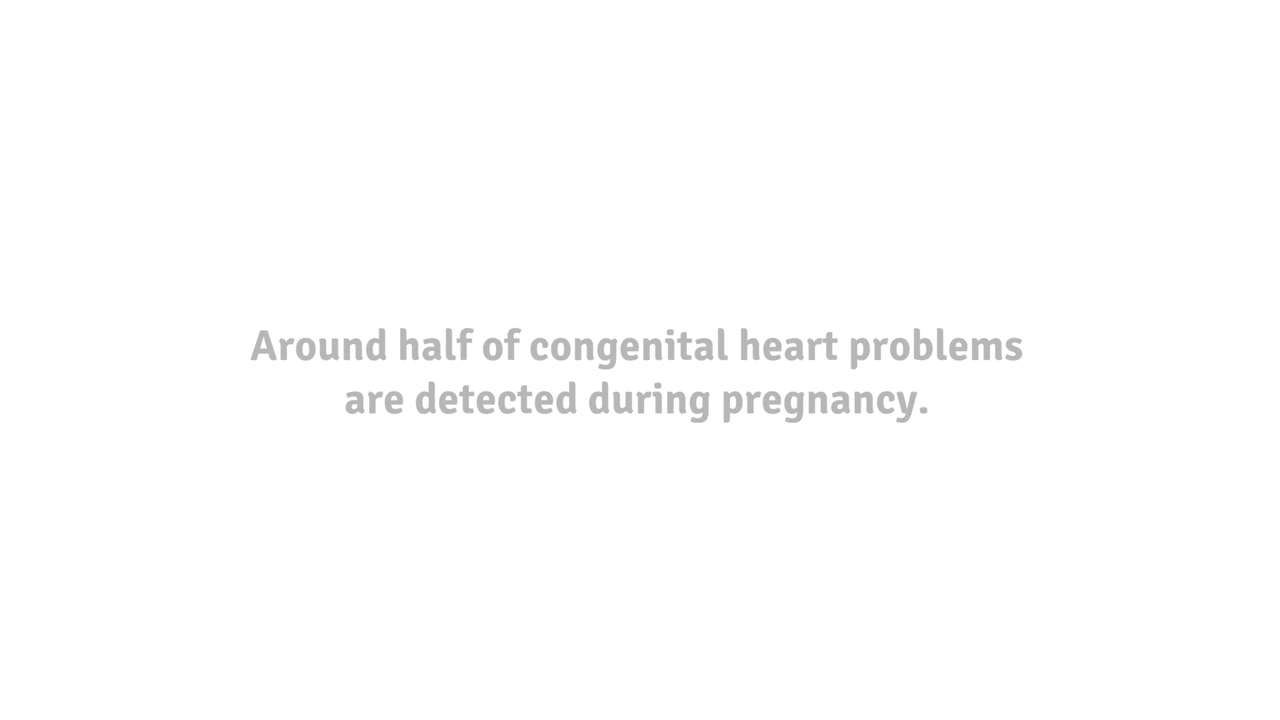 Around half of congenital heart problems
are detected during pregnancy.